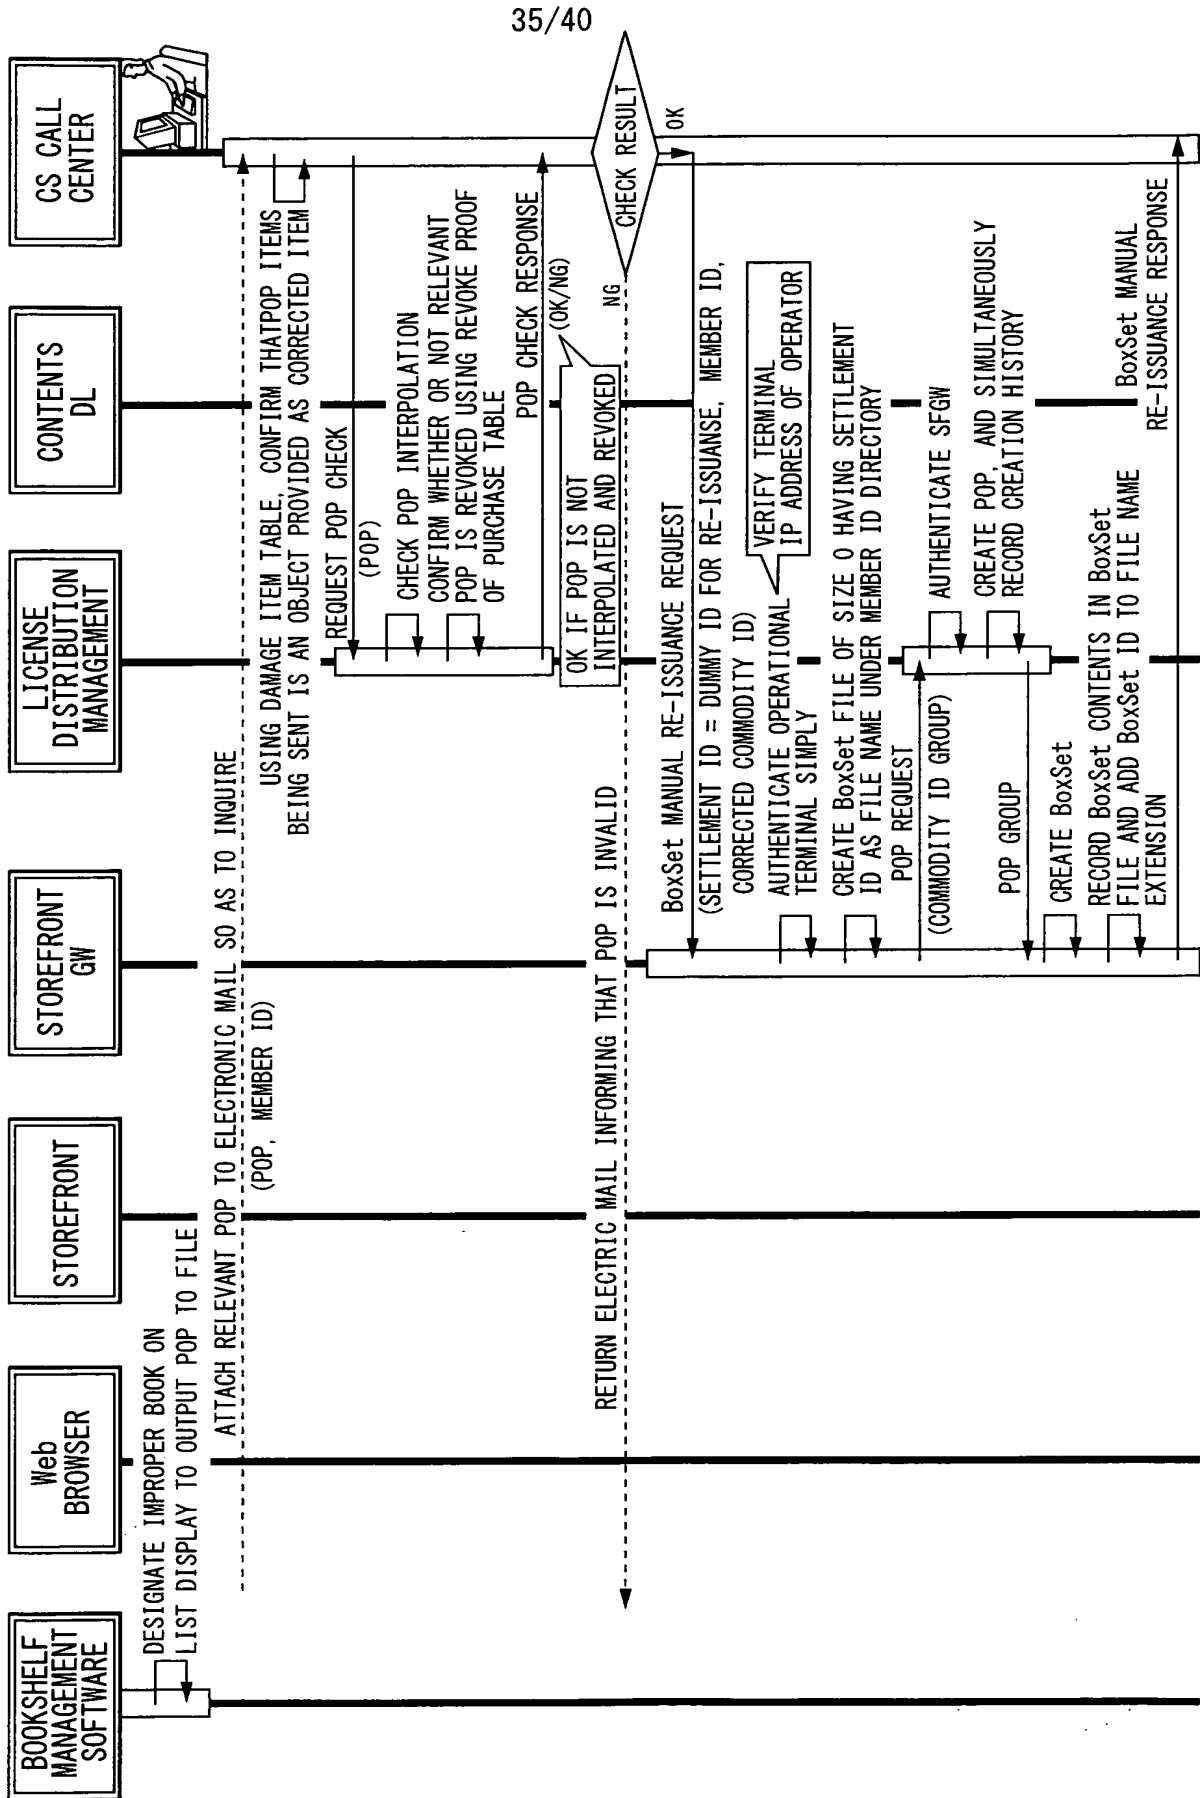 35/40
BOOKSHELF
MANAGEMENT
SOFTWARE
Web
BROWSER
STOREFRONT
STOREFRONT
GW
LICENSE
DISTRIBUTION
MANAGEMENT
CONTENTS
DL
CS CALL
CENTER
DESIGNATE IMPROPER BOOK ON
LIST DISPLAY TO OUTPUT POP TO FILE
ATTACH RELEVANT POP TO ELECTRONIC MAIL SO AS TO INQUIRE
(POP, MEMBER ID)
USING DAMAGE ITEM TABLE, CONFIRM THATPOP ITEMS
BEING SENT IS AN OBJECT PROVIDED AS CORRECTED ITEM
REQUEST POP CHECK
(POP)
CHECK POP INTERPOLATION
CONFIRM WHETHER OR NOT RELEVANT
POP IS REVOKED USING REVOKE PROOF
OF PURCHASE TABLE
POP CHECK RESPONSE
(OK/NG)
OK IF POP IS NOT
INTERPOLATED AND REVOKED
CHECK RESULT
NG
OK
RETURN ELECTRIC MAIL INFORMING THAT POP IS INVALID
BoxSet MANUAL RE-ISSUANCE REQUEST
(SETTLEMENT ID = DUMMY ID FOR RE-ISSUANSE, MEMBER ID,
CORRECTED COMMODITY ID)
VERIFY TERMINAL
IP ADDRESS OF OPERATOR
AUTHENTICATE OPERATIONAL
TERMINAL SIMPLY
CREATE BoxSet FILE OF SIZE 0 HAVING SETTLEMENT
ID AS FILE NAME UNDER MEMBER ID DIRECTORY
POP REQUEST
(COMMODITY ID GROUP)
AUTHENTICATE SFGW
CREATE POP, AND SIMULTANEOUSLY
RECORD CREATION HISTORY
POP GROUP
CREATE BoxSet
RECORD BoxSet CONTENTS IN BoxSet
FILE AND ADD BoxSet ID TO FILE NAME
EXTENSION
BoxSet MANUAL
RE-ISSUANCE RESPONSE